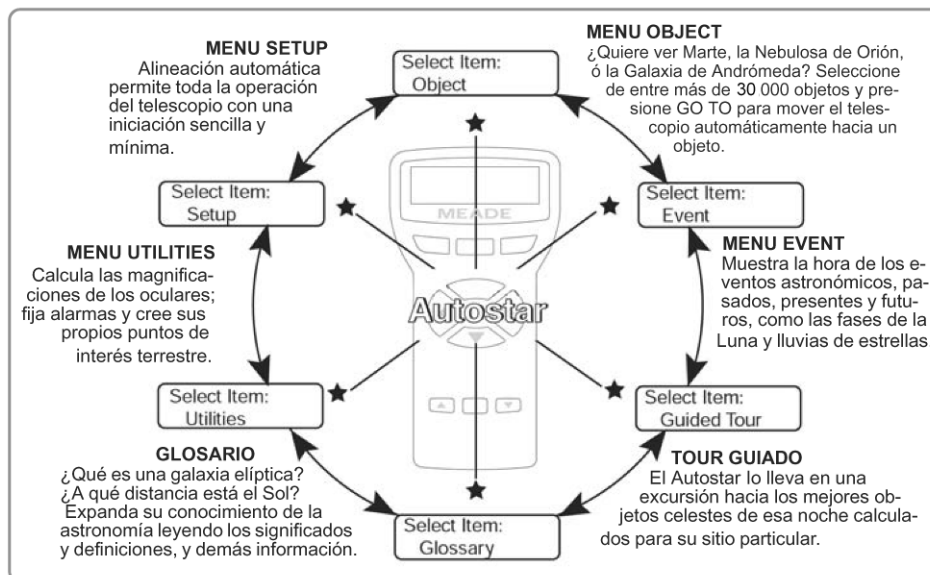 MENU SETUP
Alineación automática
permite toda la operación
del telescopio con una
iniciación sencilla y
mínima.
Select Item:
Object
MENU OBJECT
¿Quiere ver Marte, la Nebulosa de Orión,
ó la Galaxia de Andrómeda? Seleccione
de entre más de 30 000 objetos y pre-
sione GO TO para mover el teles-
copio automáticamente hacia un
objeto.
Select Item:
Setup
MEADE
Select Item:
Event
MENU UTILITIES
Calcula las magnifica-
ciones de los oculares;
fija alarmas y cree sus
propios puntos de
interés terrestre.
Autostar
MENU EVENT
Muestra la hora de los e-
ventos astronómicos, pa-
sados, presentes y futu-
ros, como las fases de la
Luna y lluvias de estrellas
Select Item:
Utilities
Select Item:
Guided Tour
GLOSARIO
¿Qué es una galaxia elíptica?
¿A qué distancia está el Sol?
Expanda su conocimiento de la
astronomía leyendo los significados
y definiciones, y demás información.
Select Item:
Glossary
TOUR GUIADO
El Autostar lo lleva en una
excursión hacia los mejores ob-
jetos celestes de esa noche calcula-
dos para su sitio particular.